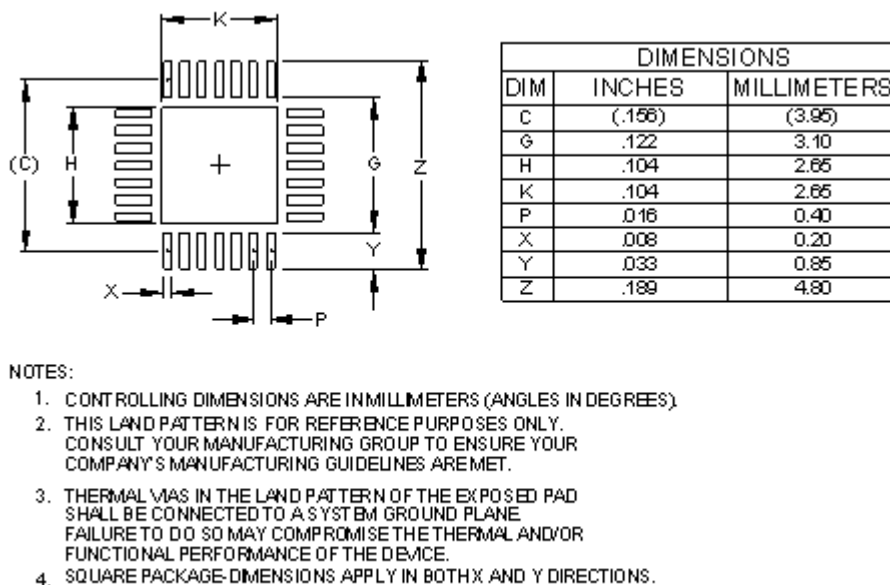 K
(C) H G Z
Y
X P
DIMENSIONS
DIM INCHES MILLIMETERS
C (.156) (3.95)
G .122 3.10
H .104 2.65
K .104 2.65
P .016 0.40
X .008 0.20
Y .033 0.85
Z .189 4.80
NOTES:
1. CONTROLLING DIMENSIONS ARE IN MILLIMETERS (ANGLES IN DEGREES).
2. THIS LAND PATTERN IS FOR REFERENCE PURPOSES ONLY.
CONSULT YOUR MANUFACTURING GROUP TO ENSURE YOUR
COMPANY'S MANUFACTURING GUIDELINES ARE MET.
3. THERMAL VIAS IN THE LAND PATTERN OF THE EXPOSED PAD
SHALL BE CONNECTED TO A SYSTEM GROUND PLANE.
FAILURE TO DO SO MAY COMPROMISE THE THERMAL AND/OR
FUNCTIONAL PERFORMANCE OF THE DEVICE.
4. SQUARE PACKAGE-DIMENSIONS APPLY IN BOTH X AND Y DIRECTIONS.